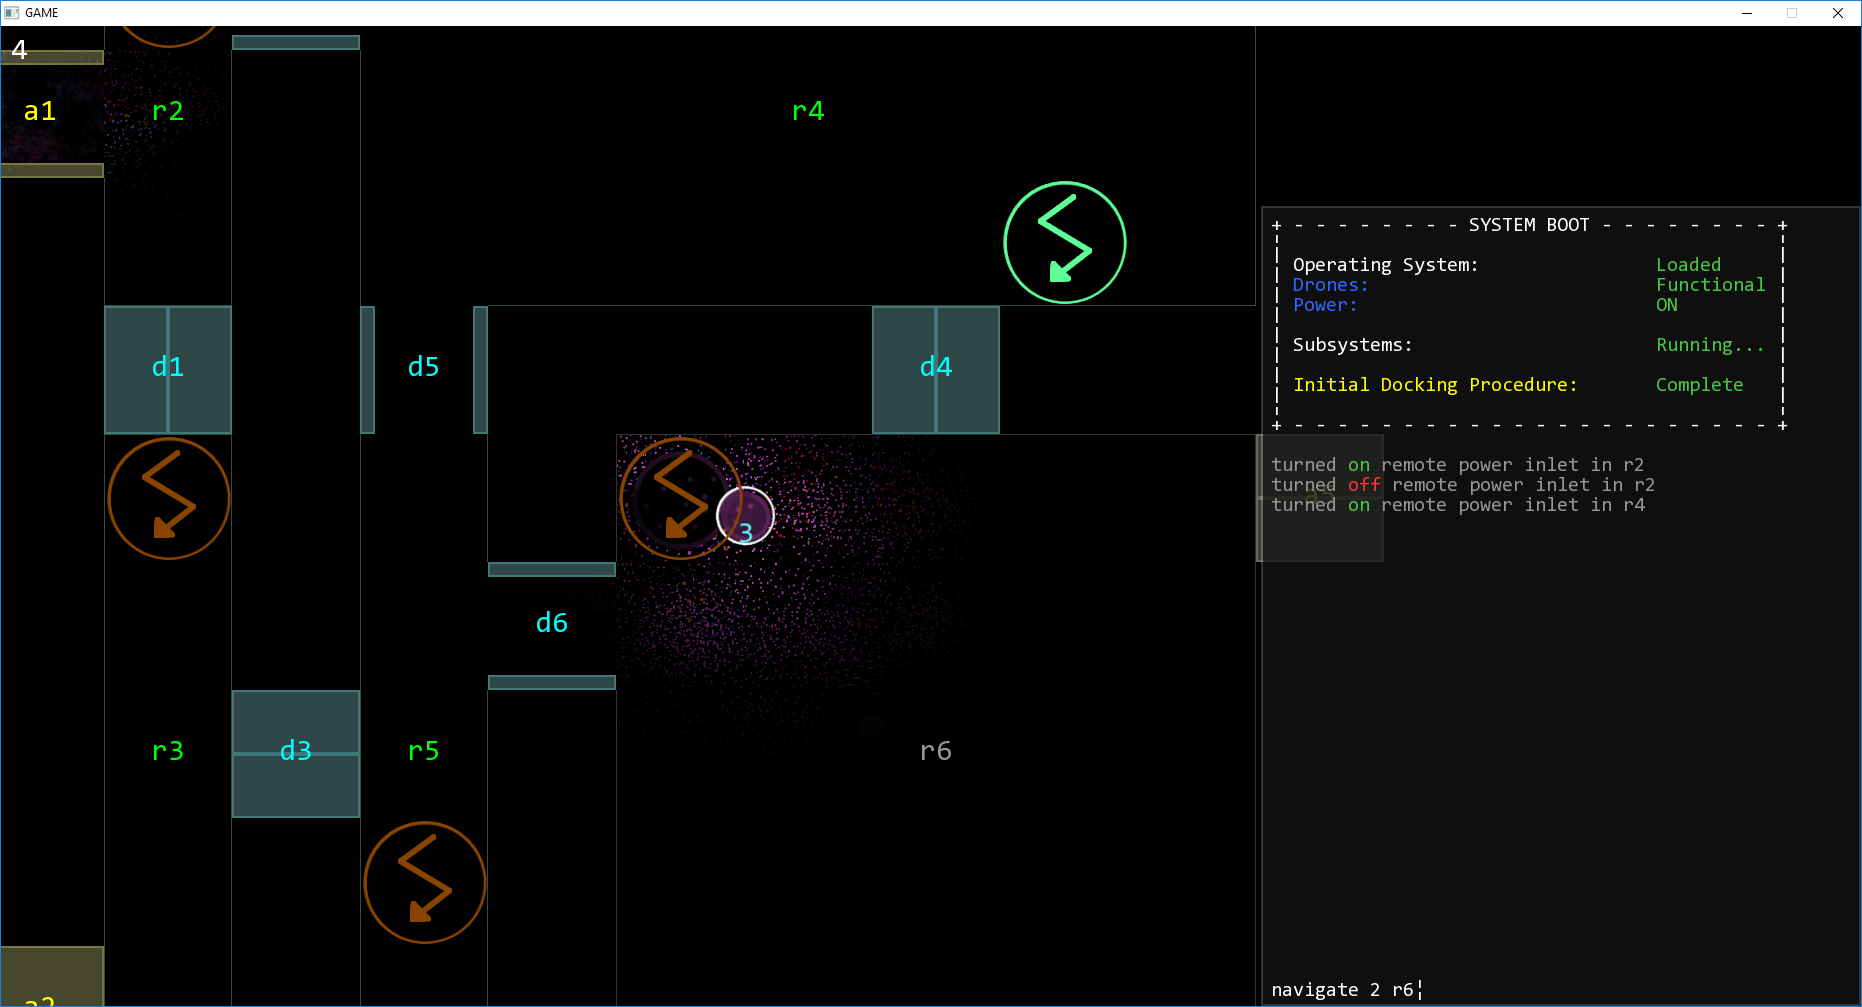 GAME
4
a1
r2
r4
d1
d5
d4
3
d6
r3
d3
r5
r6
a2
SYSTEM BOOT
Operating System: Loaded
Drones: Functional
Power: ON
Subsystems: Running...
Initial Docking Procedure: Complete
turned on remote power inlet in r2
turned off remote power inlet in r2
turned on remote power inlet in r4
navigate 2 r6